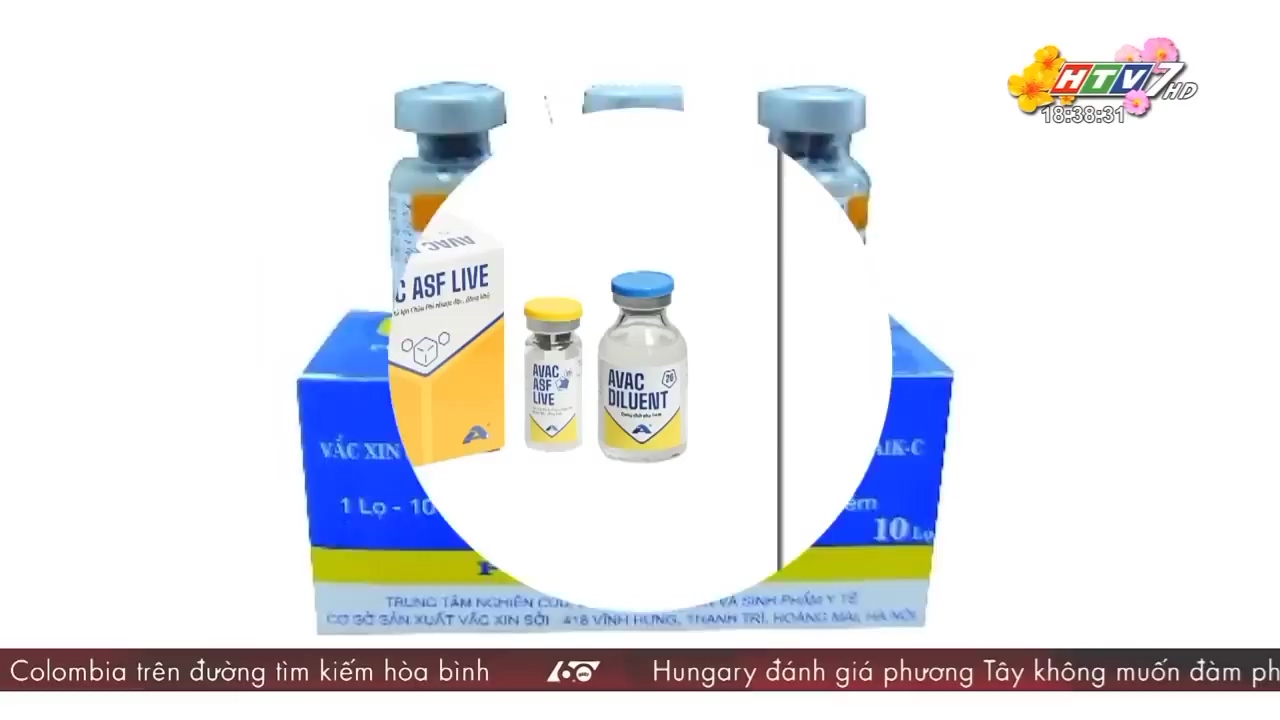 HTV7 HD
18:38:31
AVAC
C ASF LIVE
AVAC
ASF
LIVE
AVAC
DILUENT
20
VẮC XIN
AIK-C
1 Lọ - 10
10 Lọ
TRUNG TÂM NGHIÊN CỨU
VÀ SINH PHẨM Y TẾ
CƠ SỞ SẢN XUẤT VẮC XIN SỞI - 418 VĨNH HƯNG, THANH TRÌ, HOÀNG MAI, HÀ NỘI
Colombia trên đường tìm kiếm hòa bình
60
Hungary đánh giá phương Tây không muốn đàm ph